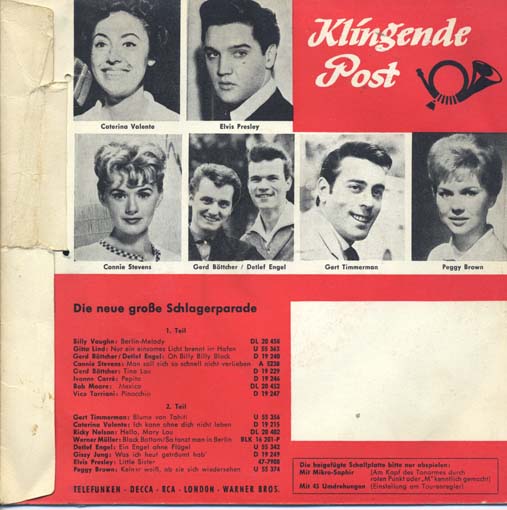 Klingende
Post
Caterina Valente
Elvis Presley
Connie Stevens
Gerd Böttcher / Detlef Engel
Gert Timmerman
Peggy Brown
Die neue große Schlagerparade
1. Teil
Billy Vaughn: Berlin-Melody DL 20 458
Gitta Lind: Nur ein einsames Licht brennt im Hafen U 55 363
Gerd Böttcher/Detlef Engel: Oh Billy Billy Black D 19 240
Connie Stevens: Man soll sich so schnell nicht verlieben A 5238
Gerd Böttcher: Tina Lou D 19 229
Ivonne Carré: Pepito D 19 246
Bob Moore: Mexico DL 20 453
Vico Torriani: Pinocchio D 19 247
2. Teil
Gert Timmerman: Blume von Tahiti U 55 356
Caterina Valente: Ich kann ohne dich nicht leben D 19 215
Ricky Nelson: Hello, Mary Lou DL 20 402
Werner Müller: Black Bottom/So tanzt man in Berlin BLK 16 201-P
Detlef Engel: Ein Engel ohne Flügel U 55 342
Gissy Jung: Was ich heut geträumt hab' D 19 249
Elvis Presley: Little Sister 47-7908
Peggy Brown: Keiner weiß, ob sie sich wiedersehen U 55 374
TELEFUNKEN - DECCA - RCA - LONDON - WARNER BROS.
Die beigefügte Schallplatte bitte nur abspielen:
Mit Mikro-Saphir (Am Kopf des Tonarmes durch
roten Punkt oder „M" kenntlich gemacht)
Mit 45 Umdrehungen (Einstellung am Tourenregler)